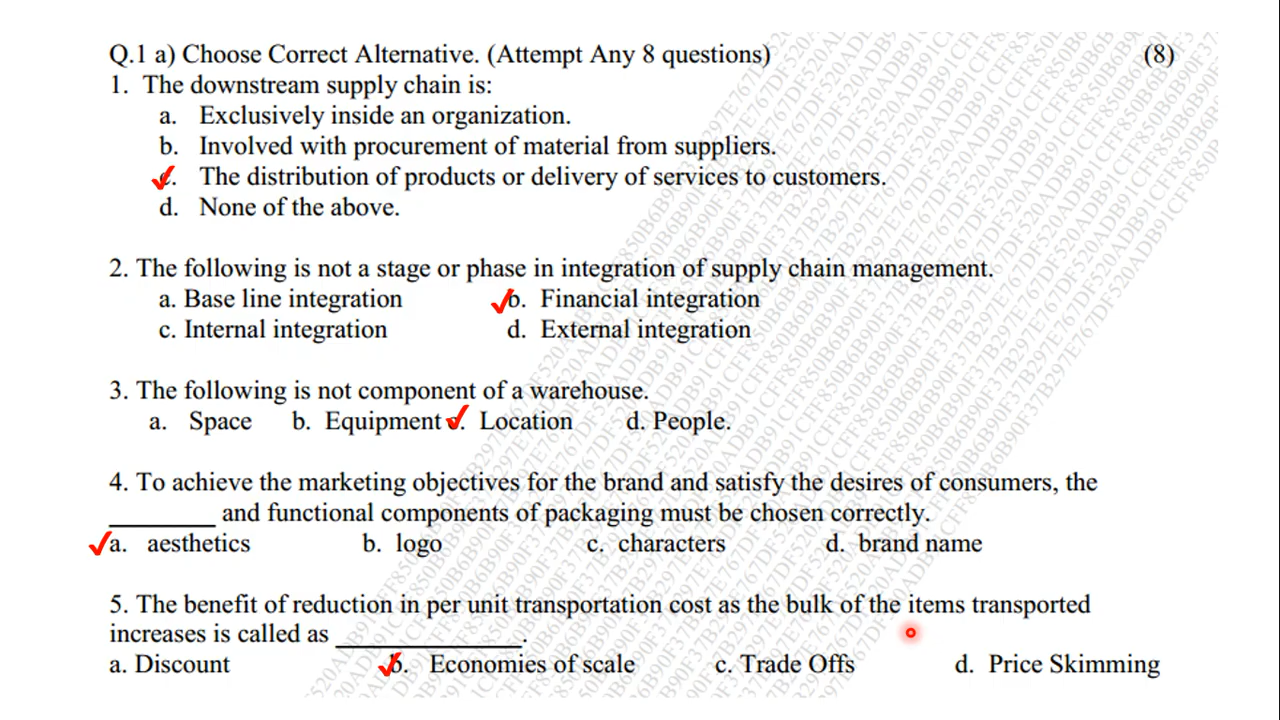 Q.1 a) Choose Correct Alternative. (Attempt Any 8 questions) (8)
1. The downstream supply chain is:
a. Exclusively inside an organization.
b. Involved with procurement of material from suppliers.
c. The distribution of products or delivery of services to customers.
d. None of the above.
2. The following is not a stage or phase in integration of supply chain management.
a. Base line integration b. Financial integration
c. Internal integration d. External integration
3. The following is not component of a warehouse.
a. Space b. Equipment c. Location d. People.
4. To achieve the marketing objectives for the brand and satisfy the desires of consumers, the
_________ and functional components of packaging must be chosen correctly.
a. aesthetics b. logo c. characters d. brand name
5. The benefit of reduction in per unit transportation cost as the bulk of the items transported
increases is called as ________________.
a. Discount b. Economies of scale c. Trade Offs d. Price Skimming